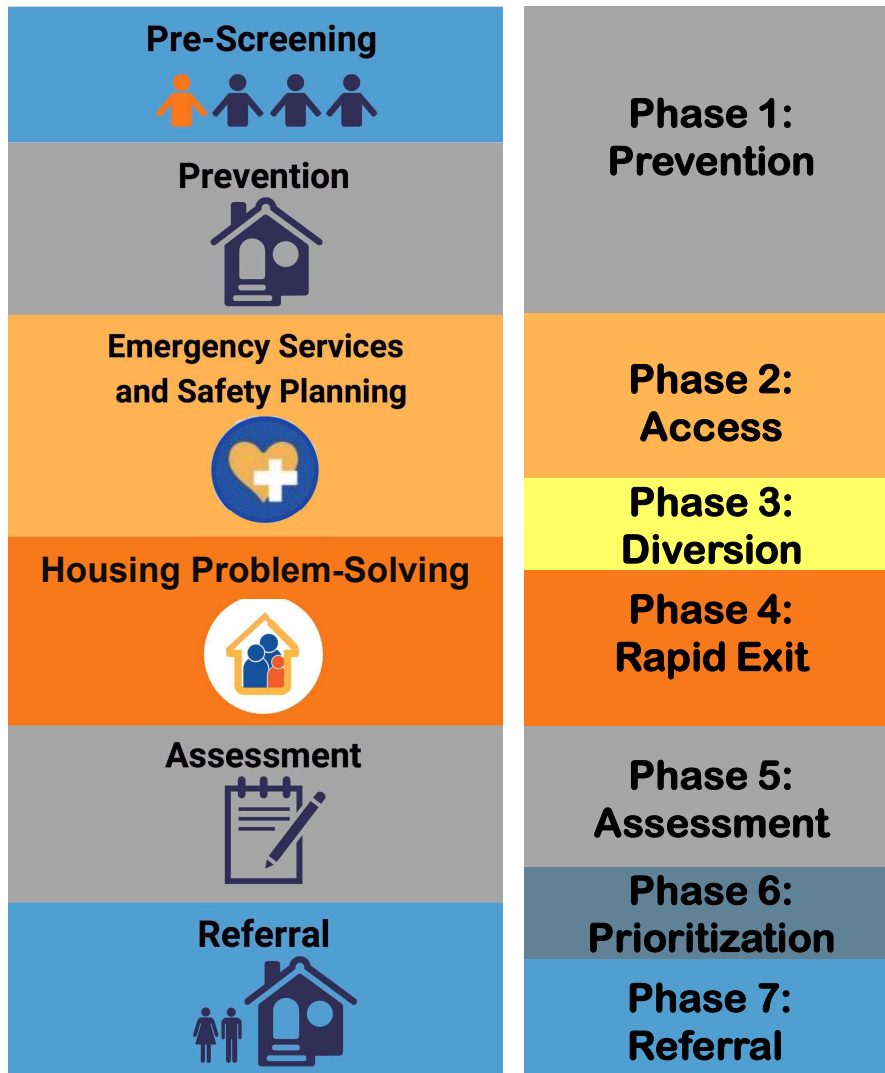 Pre-Screening
Prevention
Emergency Services
and Safety Planning
Housing Problem-Solving
Assessment
Referral
Phase 1:
Prevention
Phase 2:
Access
Phase 3:
Diversion
Phase 4:
Rapid Exit
Phase 5:
Assessment
Phase 6:
Prioritization
Phase 7:
Referral